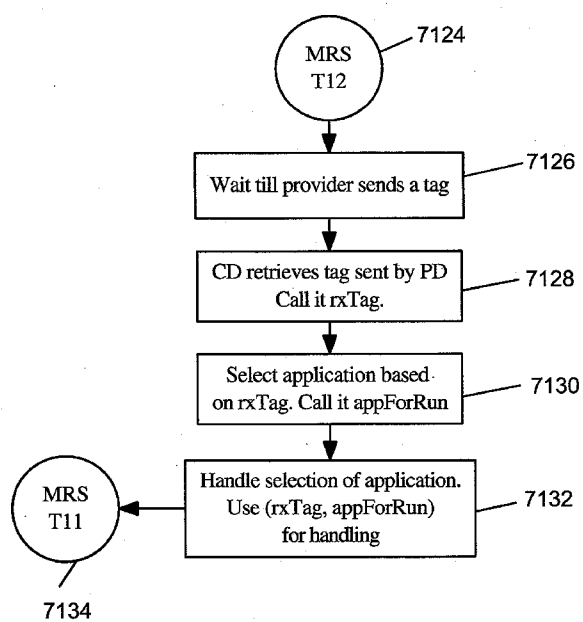 MRS
T12
7124
Wait till provider sends a tag
7126
CD retrieves tag sent by PD
Call it rxTag.
7128
Select application based
on rxTag. Call it appForRun
7130
Handle selection of application.
Use (rxTag, appForRun)
for handling
7132
MRS
T11
7134